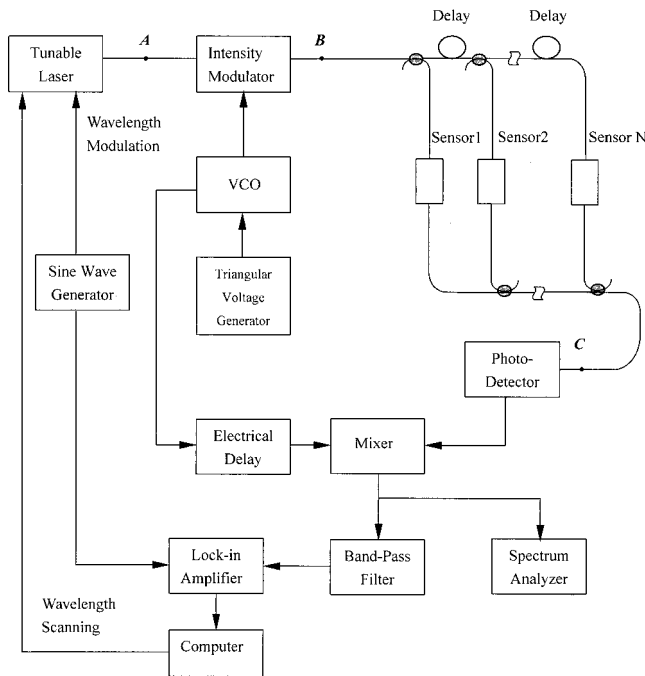 Delay
Delay
A
B
Tunable
Laser
Intensity
Modulator
Wavelength
Modulation
Sensor1
Sensor2
Sensor N
VCO
Sine Wave
Generator
Triangular
Voltage
Generator
C
Photo-
Detector
Electrical
Delay
Mixer
Lock-in
Amplifier
Band-Pass
Filter
Spectrum
Analyzer
Wavelength
Scanning
Computer